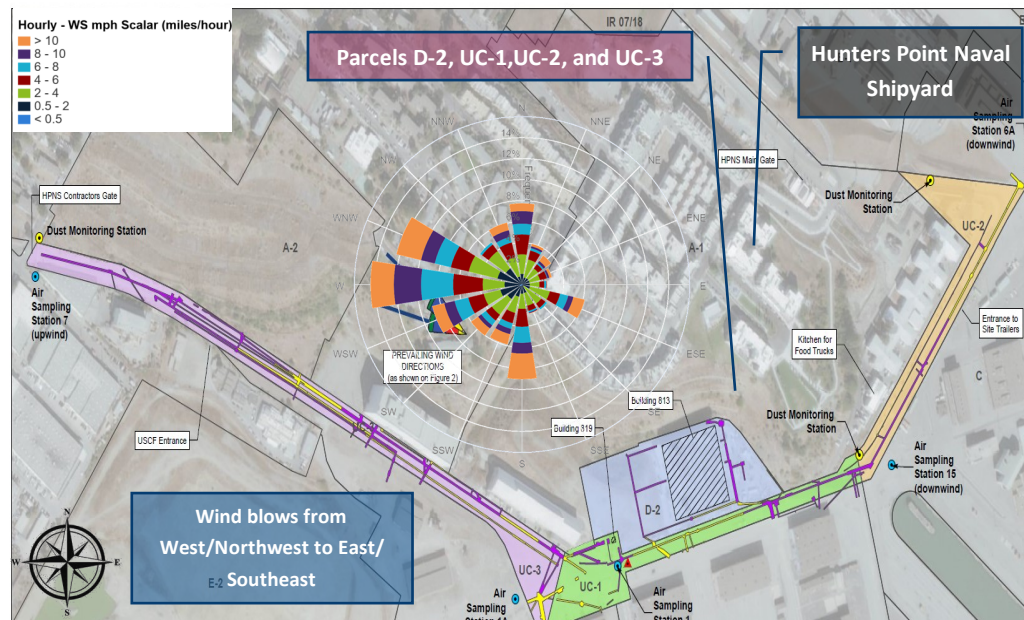 Hourly - WS mph Scalar (miles/hour)
> 10
8 - 10
6 - 8
4 - 6
2 - 4
0.5 - 2
< 0.5
IR 07/18
Parcels D-2, UC-1,UC-2, and UC-3
Hunters Point Naval
Shipyard
Air
Sampling
Station 6A
(downwind)
HPNS Main Gate
Dust Monitoring
Station
UC-2
HPNS Contractors Gate
Dust Monitoring Station
A-2
A-1
Air
Sampling
Station 7
(upwind)
N
NNE
NE
ENE
E
ESE
SE
SSE
S
SSW
SW
WSW
W
WNW
NW
NNW
14%
12%
10%
8%
PREVAILING WIND
DIRECTIONS
(as shown on Figure 2)
Entrance to
Site Trailers
Kitchen for
Food Trucks
C
Building 813
Building 819
USCF Entrance
Dust Monitoring
Station
Air
Sampling
Station 15
(downwind)
D-2
Wind blows from
West/Northwest to East/
Southeast
N
W
E
S
E-2
UC-3
UC-1
Air
Sampling
Air
Sampling
Station 1